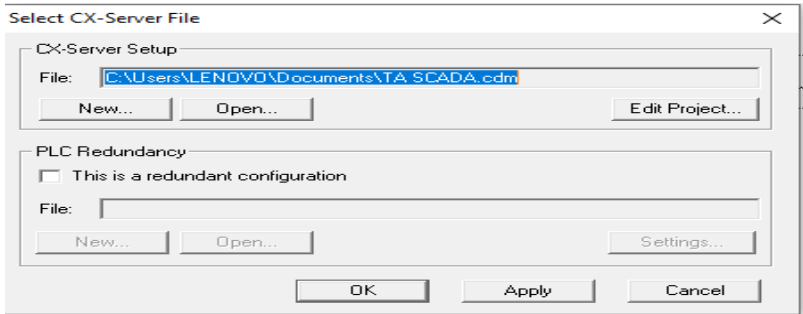 Select CX-Server File
CX-Server Setup
File: C:\Users\LENOVO\Documents\TA SCADA.cdm
New... Open... Edit Project...
PLC Redundancy
This is a redundant configuration
File:
New... Open... Settings...
OK Apply Cancel